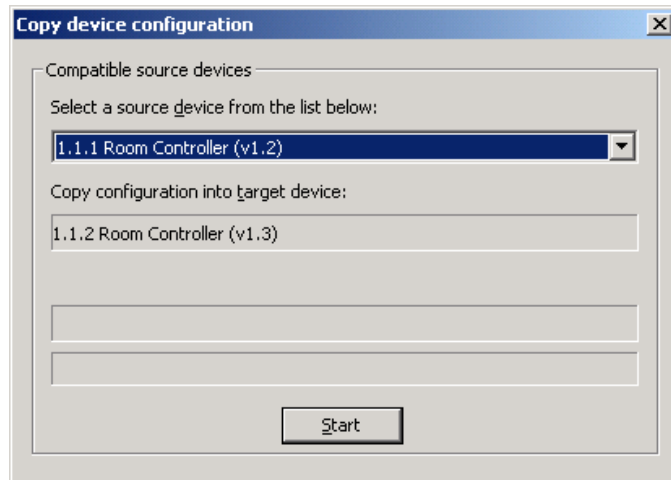 Copy device configuration
Compatible source devices
Select a source device from the list below:
1.1.1 Room Controller (v1.2)
Copy configuration into target device:
1.1.2 Room Controller (v1.3)
Start